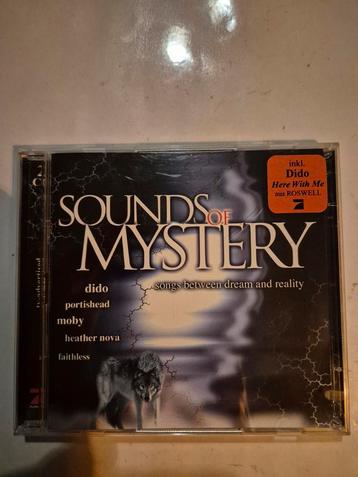 inkl.
Dido
Here With Me
aus ROSWELL
SOUNDS OF
MYSTERY
songs between dream and reality
dido
portishead
moby
heather nova
faithless